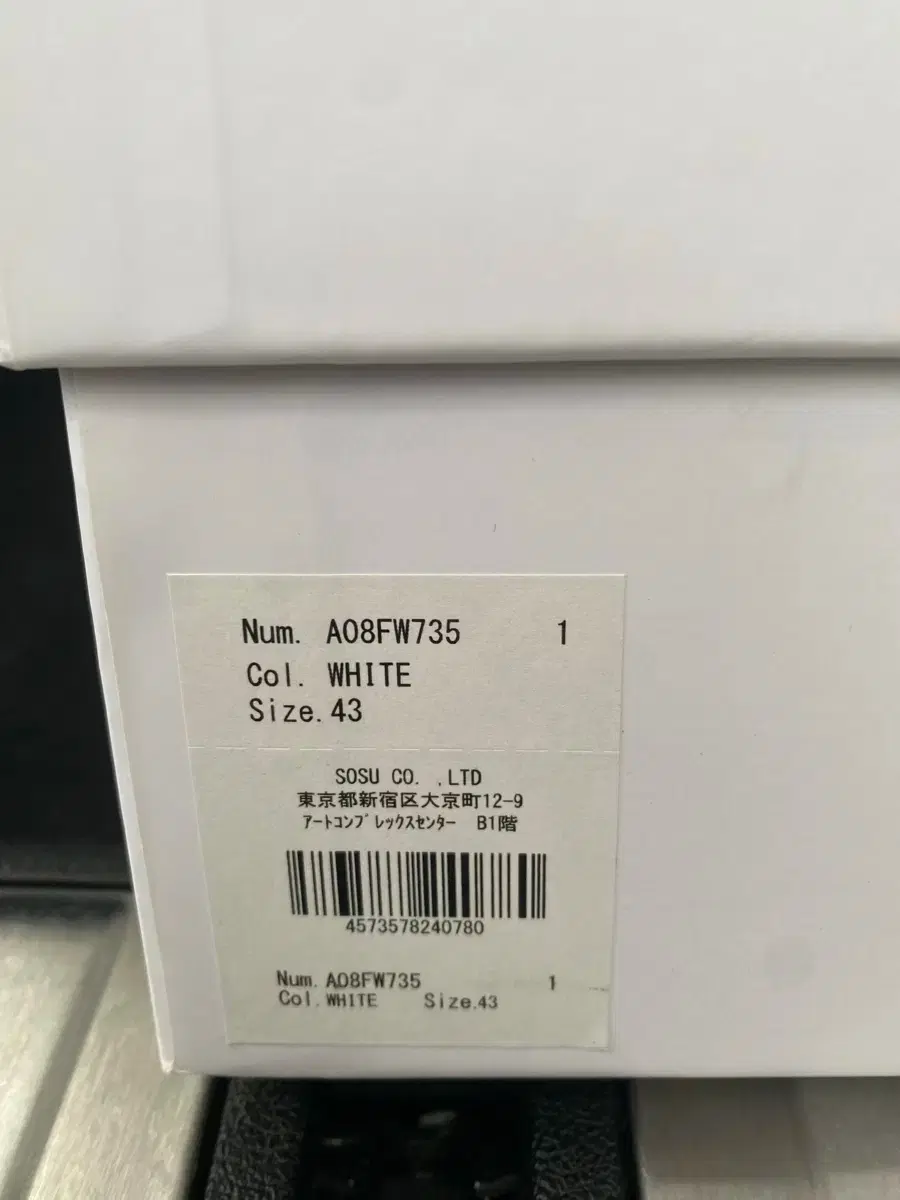 Num. A08FW735 1
Col. WHITE
Size. 43
SOSU CO. ,LTD
東京都新宿区大京町12-9
ｱｰﾄｺﾝﾌﾟﾚｯｸｽｾﾝﾀｰ B1階
4573578240780
Num. A08FW735 1
Col. WHITE Size. 43